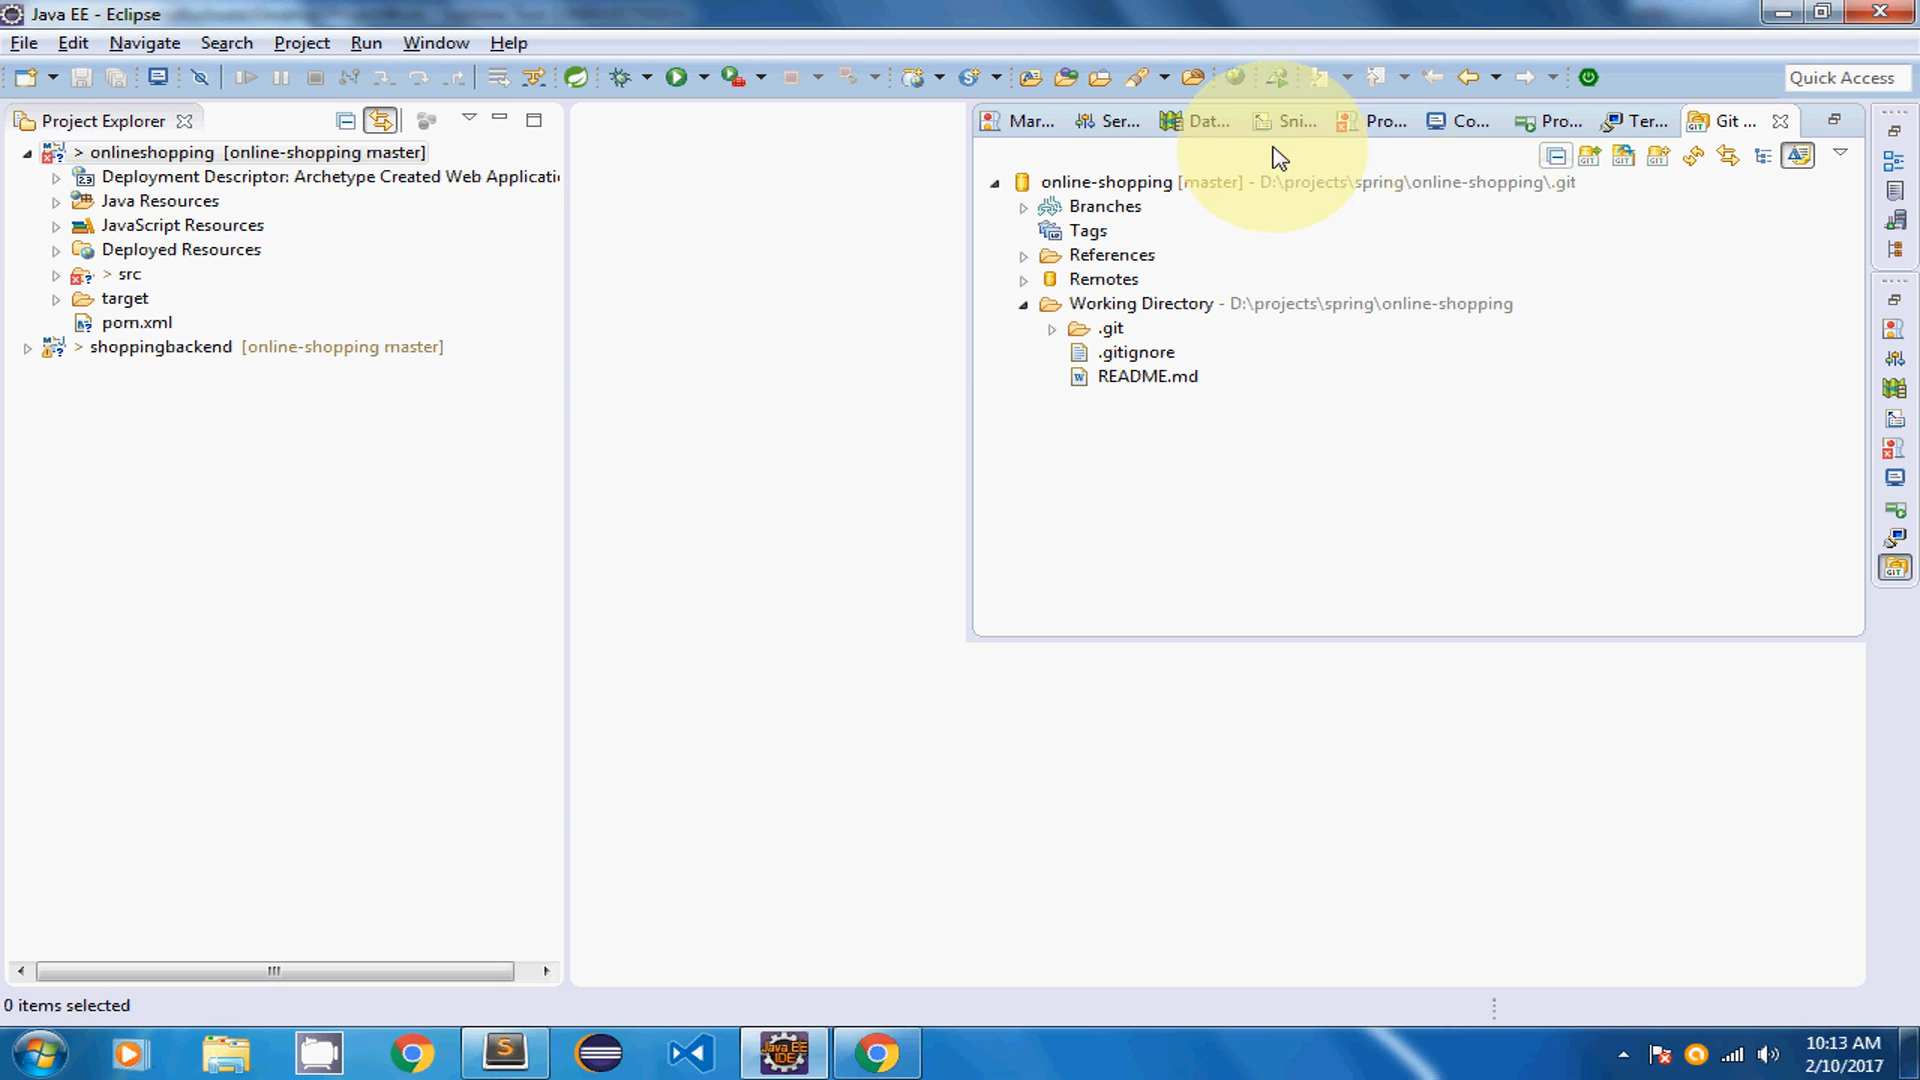 Java EE - Eclipse
File Edit Navigate Search Project Run Window Help
Quick Access
Project Explorer
Mar... Ser... Dat... Sni... Pro... Co... Pro... Ter... Git ...
> onlineshopping [online-shopping master]
Deployment Descriptor: Archetype Created Web Applicati
Java Resources
JavaScript Resources
Deployed Resources
> src
target
pom.xml
> shoppingbackend [online-shopping master]
online-shopping [master] - D:\projects\spring\online-shopping\.git
Branches
Tags
References
Remotes
Working Directory - D:\projects\spring\online-shopping
.git
.gitignore
README.md
0 items selected
Java EE
IDE
10:13 AM
2/10/2017